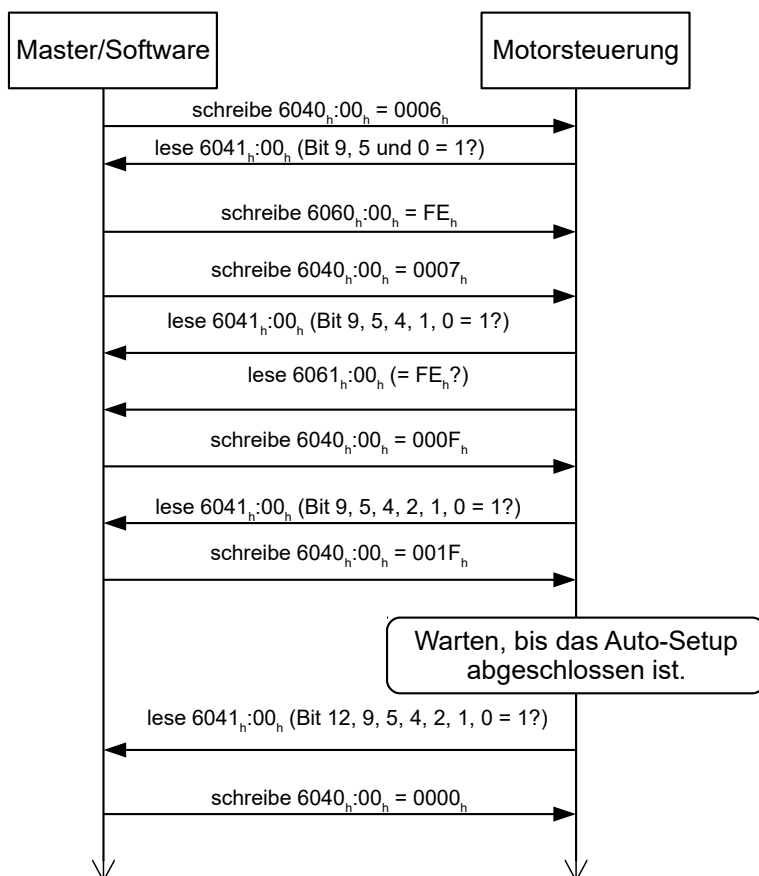 Master/Software
Motorsteuerung
schreibe 6040h:00h = 0006h
lese 6041h:00h (Bit 9, 5 und 0 = 1?)
schreibe 6060h:00h = FEh
schreibe 6040h:00h = 0007h
lese 6041h:00h (Bit 9, 5, 4, 1, 0 = 1?)
lese 6061h:00h (= FEh?)
schreibe 6040h:00h = 000Fh
lese 6041h:00h (Bit 9, 5, 4, 2, 1, 0 = 1?)
schreibe 6040h:00h = 001Fh
Warten, bis das Auto-Setup
abgeschlossen ist.
lese 6041h:00h (Bit 12, 9, 5, 4, 2, 1, 0 = 1?)
schreibe 6040h:00h = 0000h